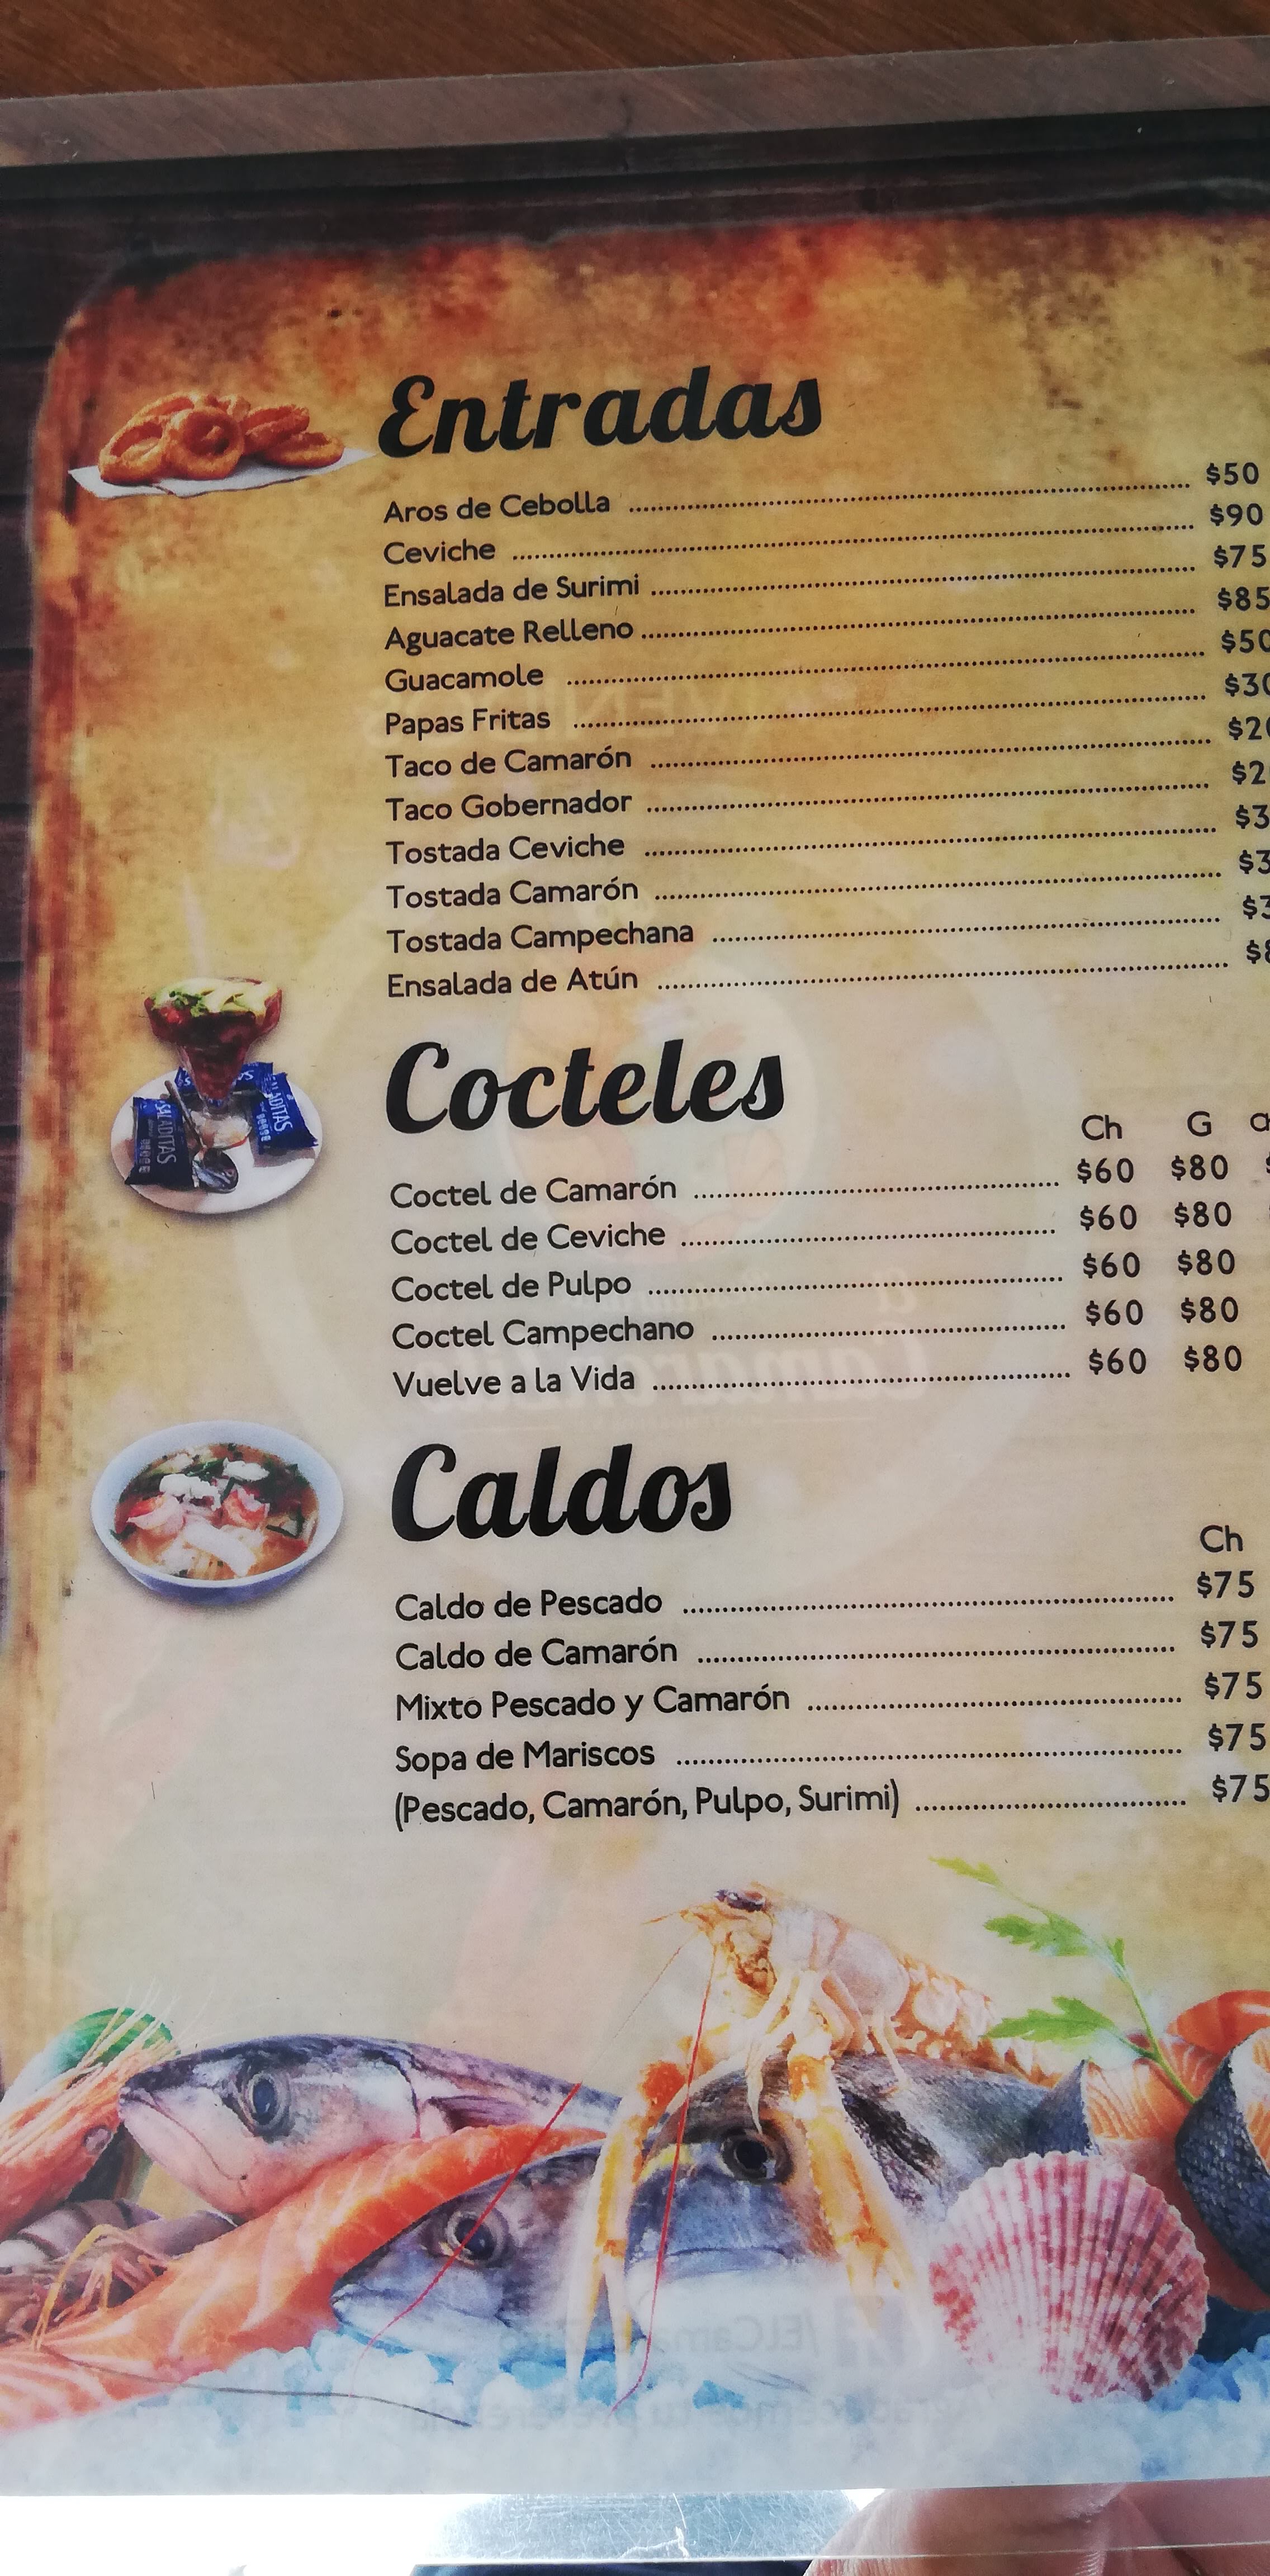 Entradas
Aros de Cebolla ........ $50
Ceviche ........ $90
Ensalada de Surimi ........ $75
Aguacate Relleno ........ $85
Guacamole ........ $50
Papas Fritas ........ $30
Taco de Camarón ........
Taco Gobernador ........
Tostada Ceviche ........
Tostada Camarón ........
Tostada Campechana ........
Ensalada de Atún ........
Cocteles
Ch G
Coctel de Camarón ........ $60 $80
Coctel de Ceviche ........ $60 $80
Coctel de Pulpo ........ $60 $80
Coctel Campechano ........ $60 $80
Vuelve a la Vida ........ $60 $80
SALADITAS
Caldos
Ch
Caldo de Pescado ........ $75
Caldo de Camarón ........ $75
Mixto Pescado y Camarón ........ $75
Sopa de Mariscos ........ $75
(Pescado, Camarón, Pulpo, Surimi) ........ $75